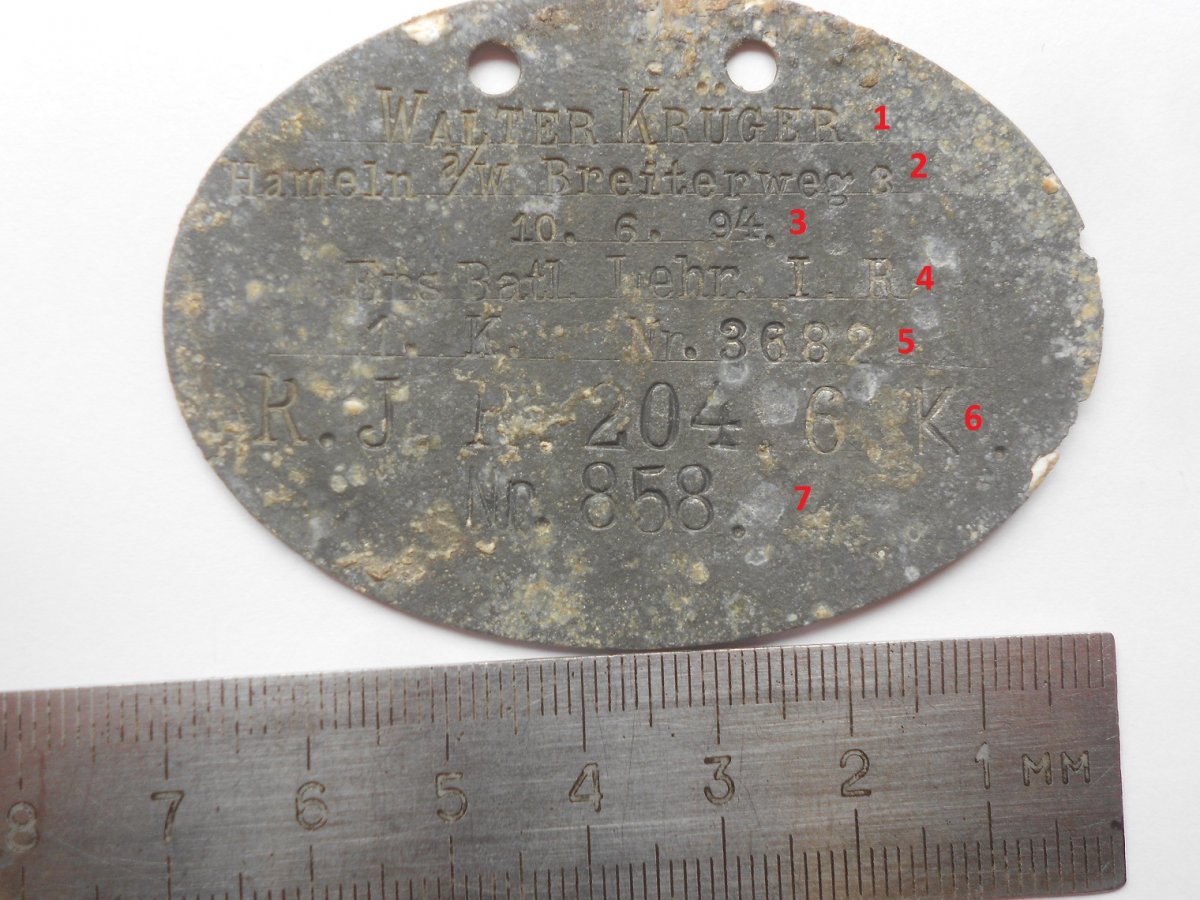 WALTER KRÜGER 1
Hameln a/W. Breiterweg 3 2
10. 6. 94. 3
Ers Batl. Lehr. I. R. 4
1. K. Nr. 3682 5
R. J. R. 204. 6 K. 6
Nr. 858. 7
8 7 6 5 4 3 2 1 MM